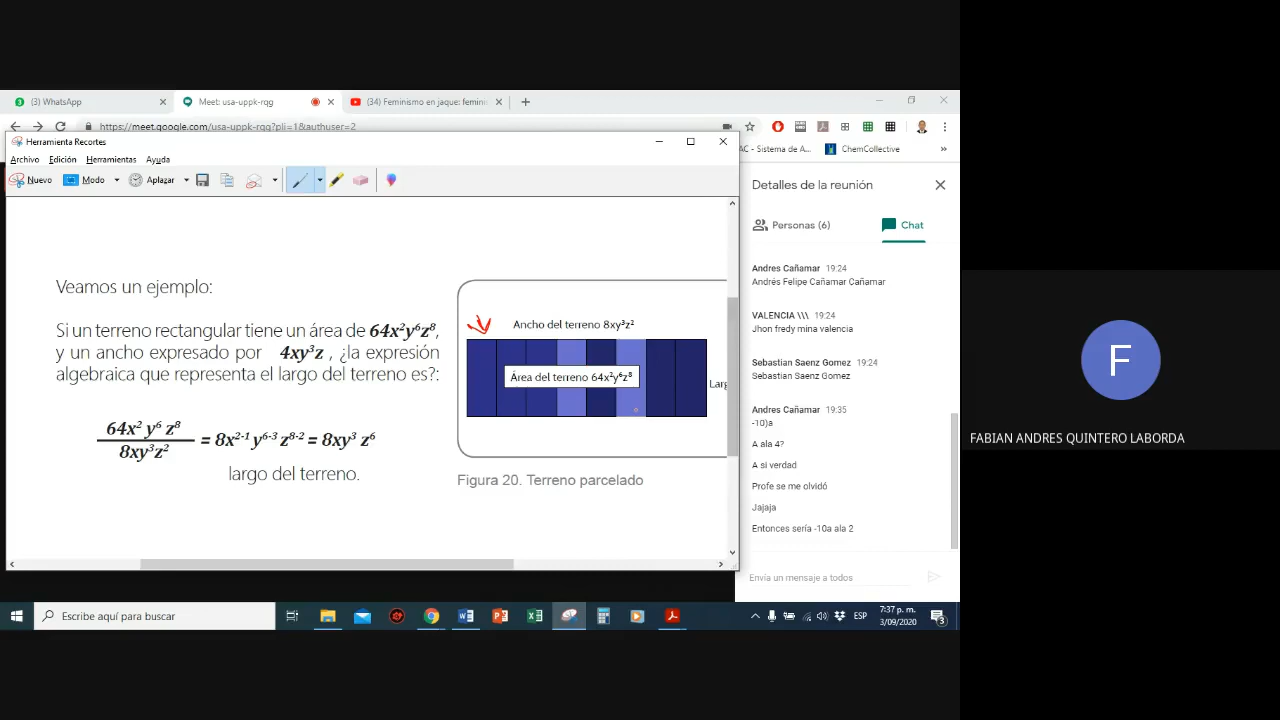 (3) WhatsApp
Meet: usa-uppk-rqg
(34) Feminismo en jaque: femini
https://meet.google.com/usa-uppk-rqg?pli=1&authuser=2
Herramienta Recortes
AC - Sistema de A...
ChemCollective
»
Archivo Edición Herramientas Ayuda
Nuevo Modo Aplazar
Detalles de la reunión
Personas (6)
Chat
Veamos un ejemplo:
Si un terreno rectangular tiene un área de 64x²y⁶z⁸,
y un ancho expresado por 4xy³z , ¿la expresión
algebraica que representa el largo del terreno es?:
64x² y⁶ z⁸
8xy³z²
= 8x²⁻¹ y⁶⁻³ z⁸⁻² = 8xy³ z⁶
largo del terreno.
Ancho del terreno 8xy³z²
Área del terreno 64x²y⁶z⁸
Larg
Figura 20. Terreno parcelado
Andres Cañamar 19:24
Andrés Felipe Cañamar Cañamar
VALENCIA \\\ 19:24
Jhon fredy mina valencia
Sebastian Saenz Gomez 19:24
Sebastian Saenz Gomez
Andres Cañamar 19:35
-10)a
A ala 4?
A si verdad
Profe se me olvidó
Jajaja
Entonces sería -10a ala 2
Envía un mensaje a todos
F
FABIAN ANDRES QUINTERO LABORDA
Escribe aquí para buscar
ESP
7:37 p. m.
3/09/2020
3